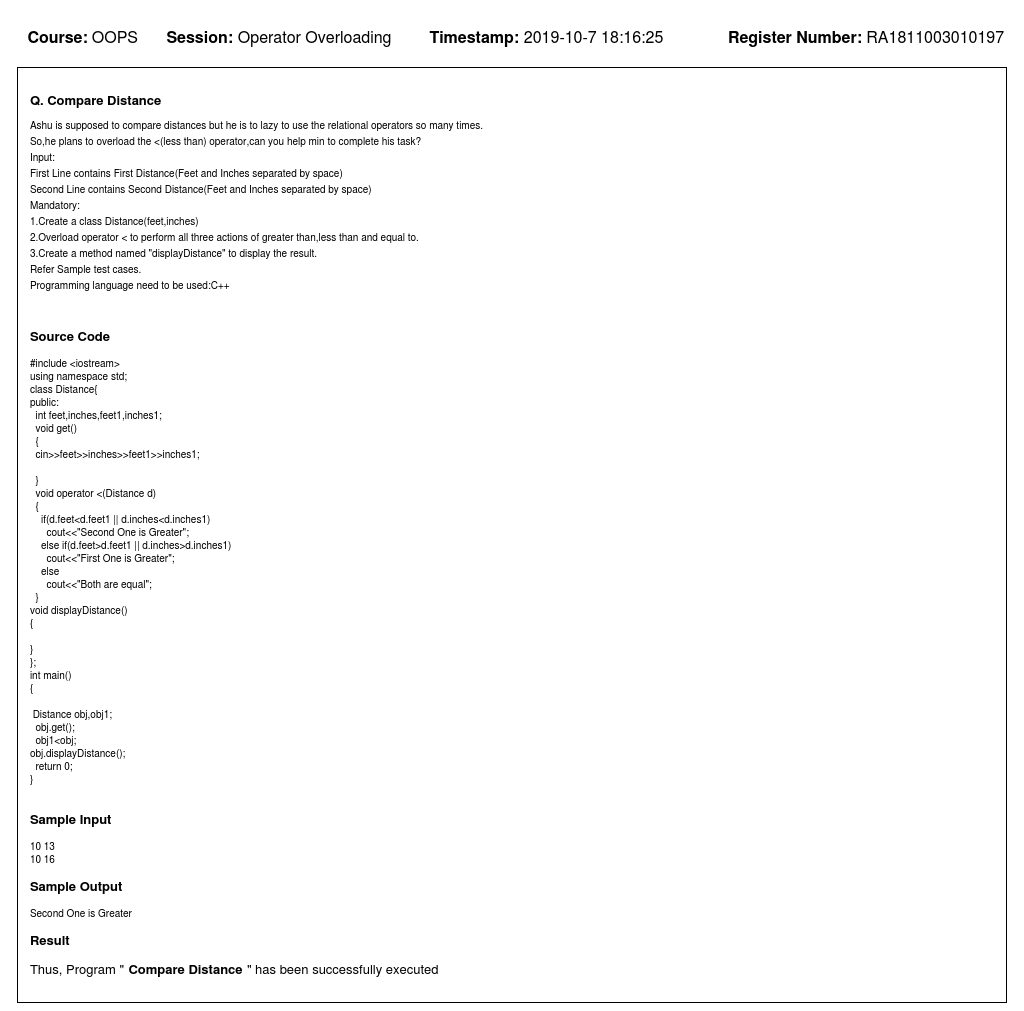 Course: OOPS Session: Operator Overloading Timestamp: 2019-10-7 18:16:25 Register Number: RA1811003010197
Q. Compare Distance
Ashu is supposed to compare distances but he is to lazy to use the relational operators so many times.
So,he plans to overload the <(less than) operator,can you help min to complete his task?
Input:
First Line contains First Distance(Feet and Inches separated by space)
Second Line contains Second Distance(Feet and Inches separated by space)
Mandatory:
1.Create a class Distance(feet,inches)
2.Overload operator < to perform all three actions of greater than,less than and equal to.
3.Create a method named "displayDistance" to display the result.
Refer Sample test cases.
Programming language need to be used:C++
Source Code
#include <iostream>
using namespace std;
class Distance{
public:
int feet,inches,feet1,inches1;
void get()
{
cin>>feet>>inches>>feet1>>inches1;
}
void operator <(Distance d)
{
if(d.feet<d.feet1 || d.inches<d.inches1)
cout<<"Second One is Greater";
else if(d.feet>d.feet1 || d.inches>d.inches1)
cout<<"First One is Greater";
else
cout<<"Both are equal";
}
void displayDistance()
{
}
};
int main()
{
Distance obj,obj1;
obj.get();
obj1<obj;
obj.displayDistance();
return 0;
}
Sample Input
10 13
10 16
Sample Output
Second One is Greater
Result
Thus, Program " Compare Distance " has been successfully executed